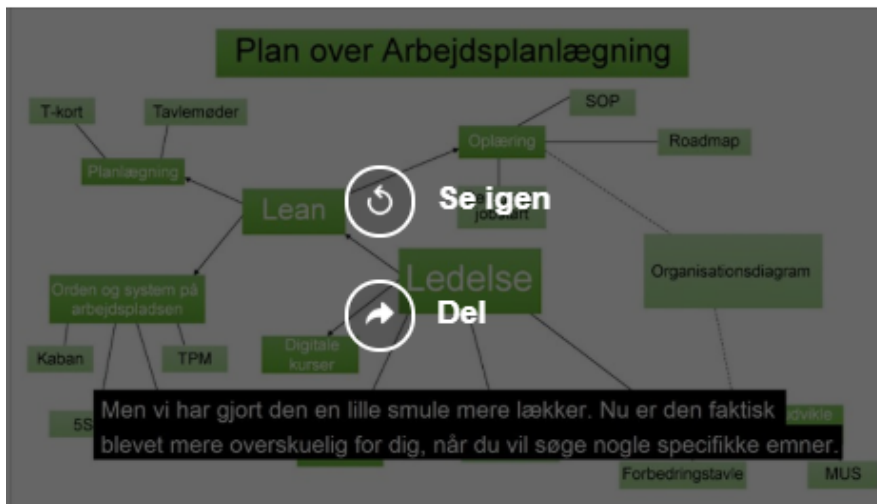 Plan over Arbejdsplanlægning
T-kort
Tavlemøder
SOP
Oplæring
Roadmap
Planlægning
Lean
Se igen
jobstart
Ledelse
Organisationsdiagram
Orden og system på
arbejdspladsen
Del
Kaban
TPM
Digitale
kurser
5S
Men vi har gjort den en lille smule mere lækker. Nu er den faktisk
blevet mere overskuelig for dig, når du vil søge nogle specifikke emner.
Forbedringstavle
MUS